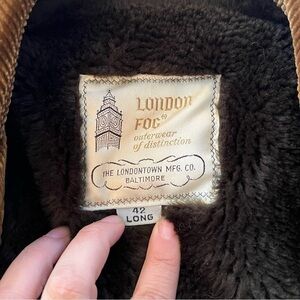 LONDON
FOG®
outerwear
of distinction
THE LONDONTOWN MFG. CO.
BALTIMORE
42
LONG